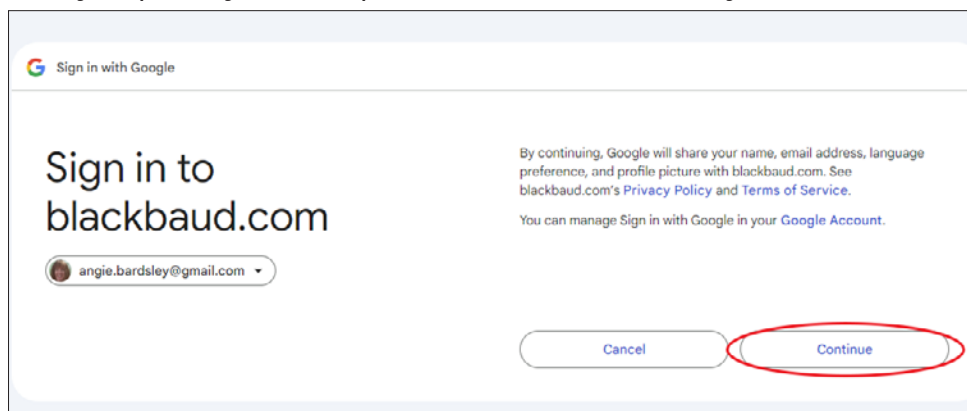 Sign in with Google
Sign in to
blackbaud.com
angie.bardsley@gmail.com
By continuing, Google will share your name, email address, language
preference, and profile picture with blackbaud.com. See
blackbaud.com's Privacy Policy and Terms of Service.
You can manage Sign in with Google in your Google Account.
Cancel
Continue